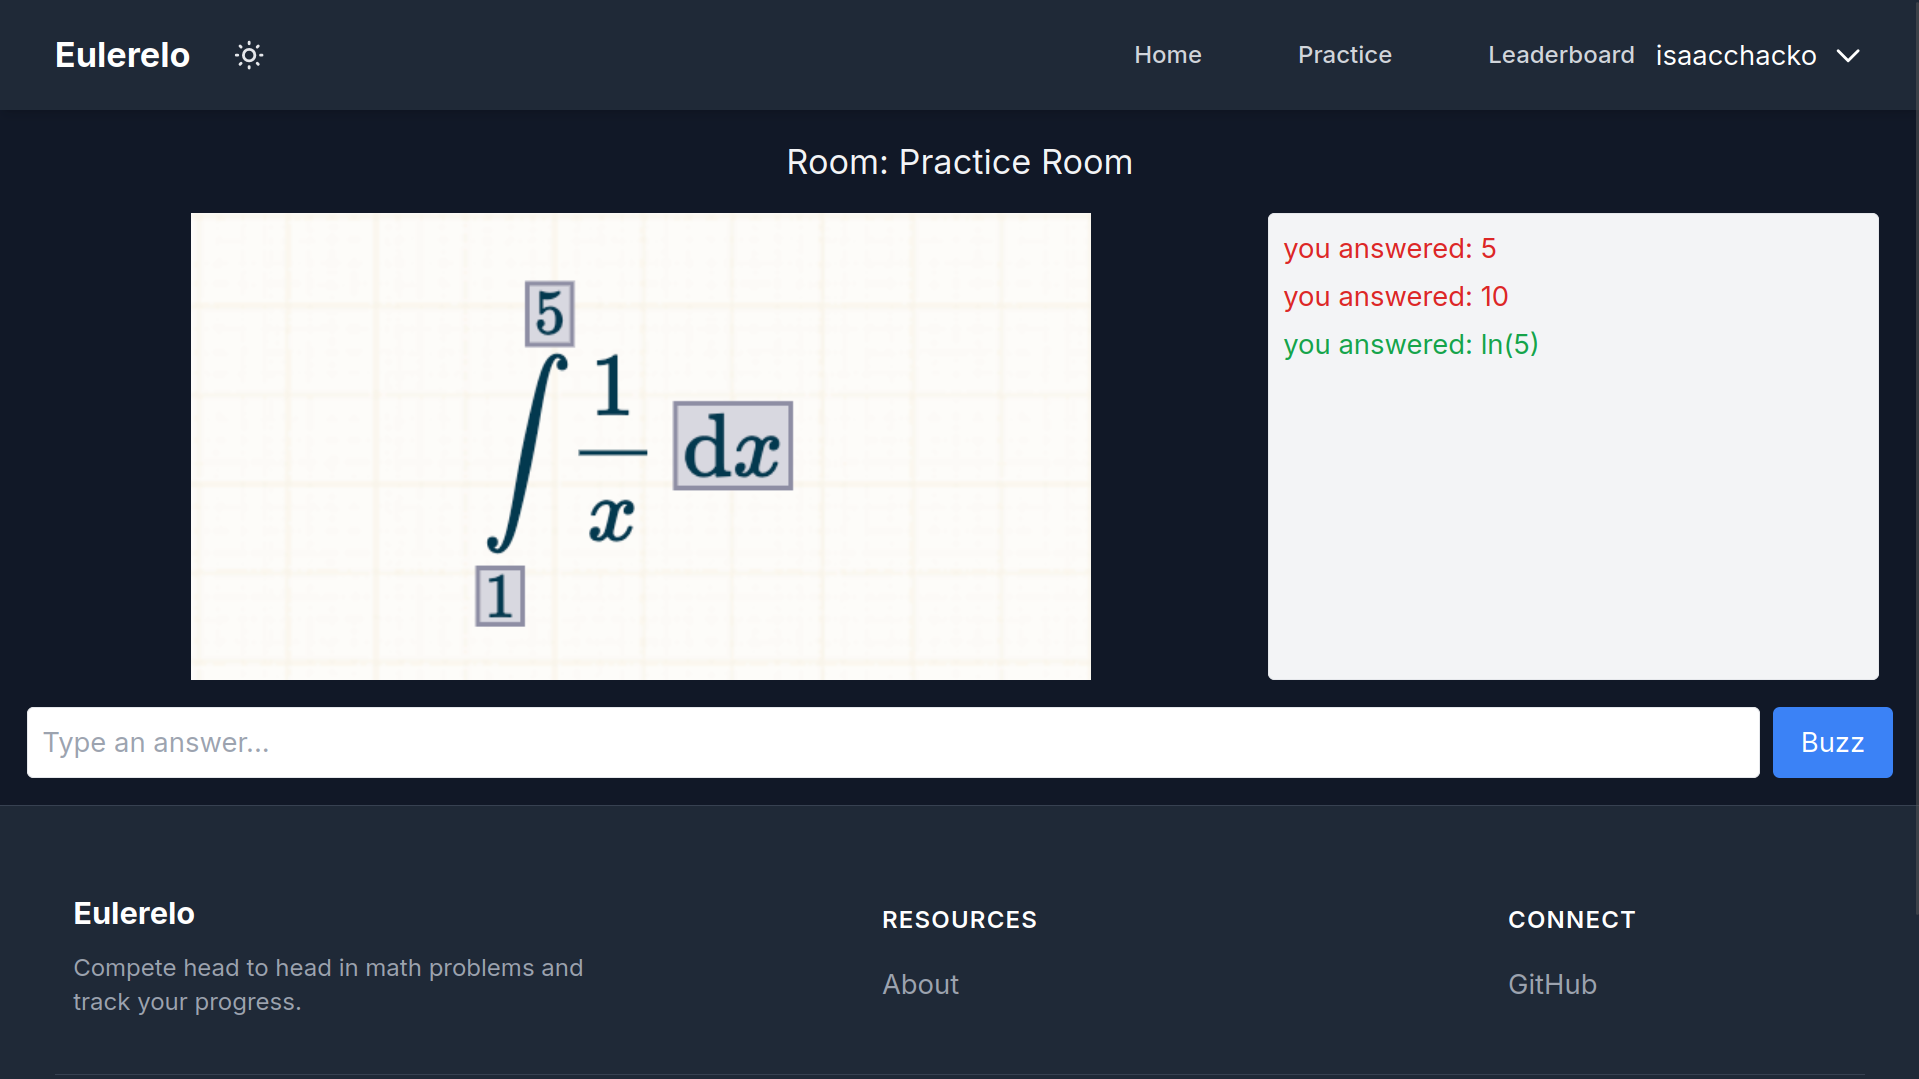 Eulerelo
Home Practice Leaderboard isaacchacko
Room: Practice Room
5
∫ 1/x dx
1
you answered: 5
you answered: 10
you answered: ln(5)
Type an answer...
Buzz
Eulerelo
Compete head to head in math problems and
track your progress.
RESOURCES
About
CONNECT
GitHub